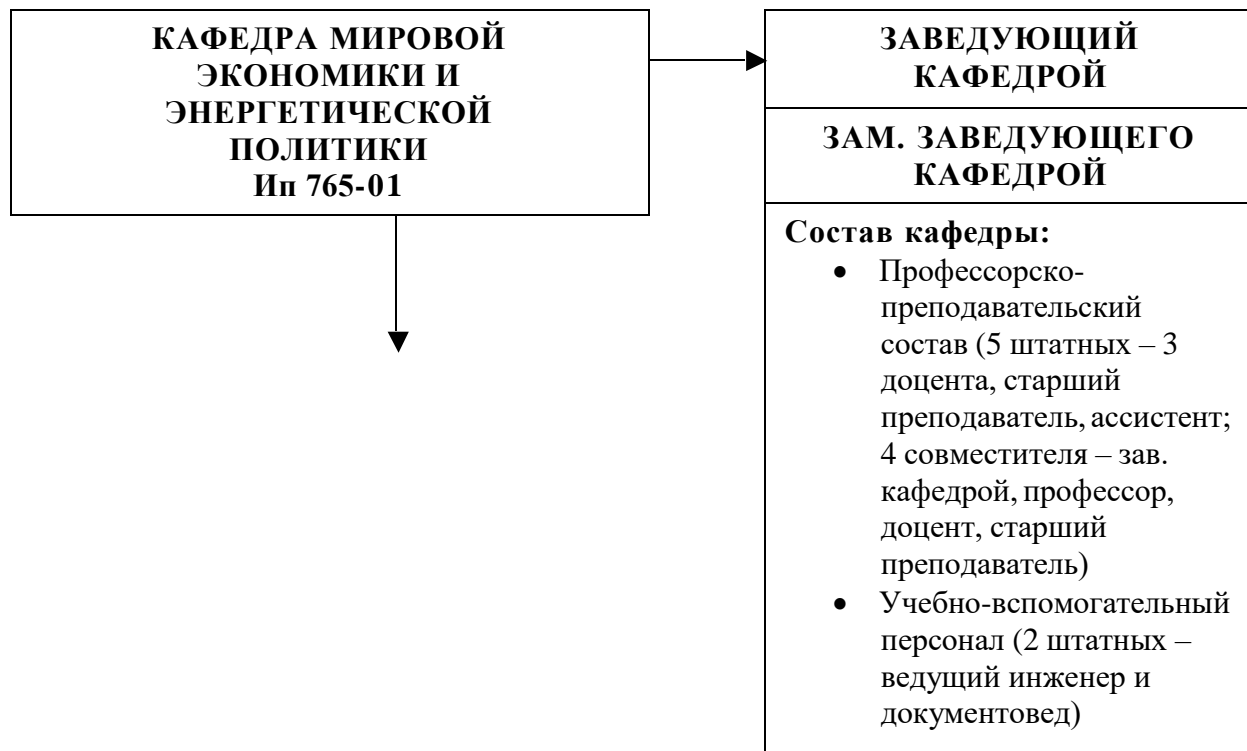 КАФЕДРА МИРОВОЙ
ЭКОНОМИКИ И
ЭНЕРГЕТИЧЕСКОЙ
ПОЛИТИКИ
Ип 765-01
ЗАВЕДУЮЩИЙ
КАФЕДРОЙ
ЗАМ. ЗАВЕДУЮЩЕГО
КАФЕДРОЙ
Состав кафедры:
• Профессорско-
преподавательский
состав (5 штатных – 3
доцента, старший
преподаватель, ассистент;
4 совместителя – зав.
кафедрой, профессор,
доцент, старший
преподаватель)
• Учебно-вспомогательный
персонал (2 штатных –
ведущий инженер и
документовед)